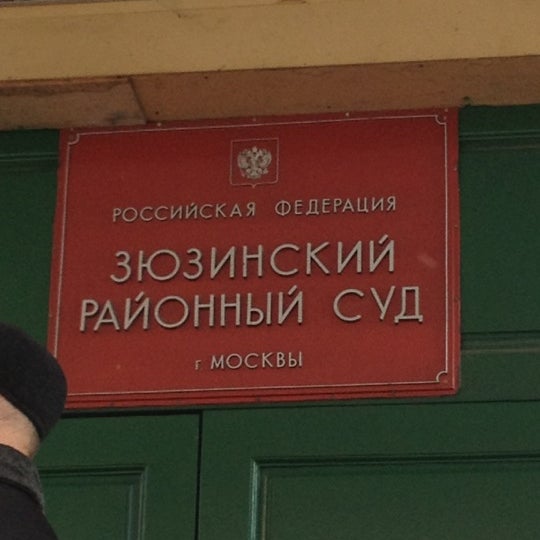 РОССИЙСКАЯ ФЕДЕРАЦИЯ
ЗЮЗИНСКИЙ
РАЙОННЫЙ СУД
г. МОСКВЫ